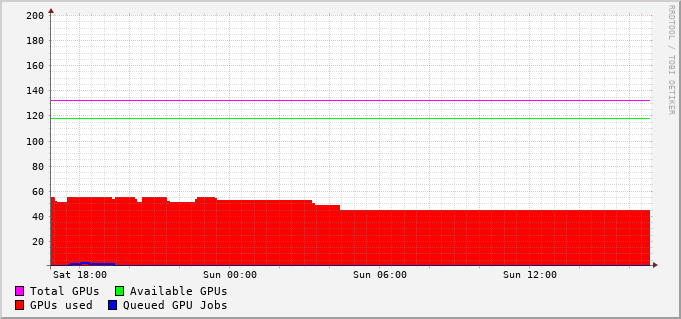 200
180
160
140
120
100
80
60
40
20
Sat 18:00 Sun 00:00 Sun 06:00 Sun 12:00
Total GPUs Available GPUs
GPUs used Queued GPU Jobs
RRDTOOL / TOBI OETIKER